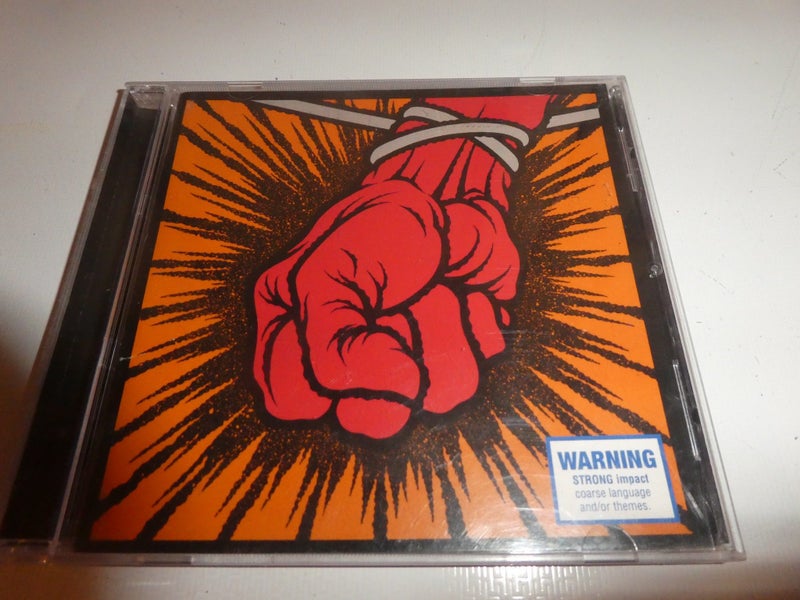 WARNING
STRONG impact
coarse language
and/or themes.